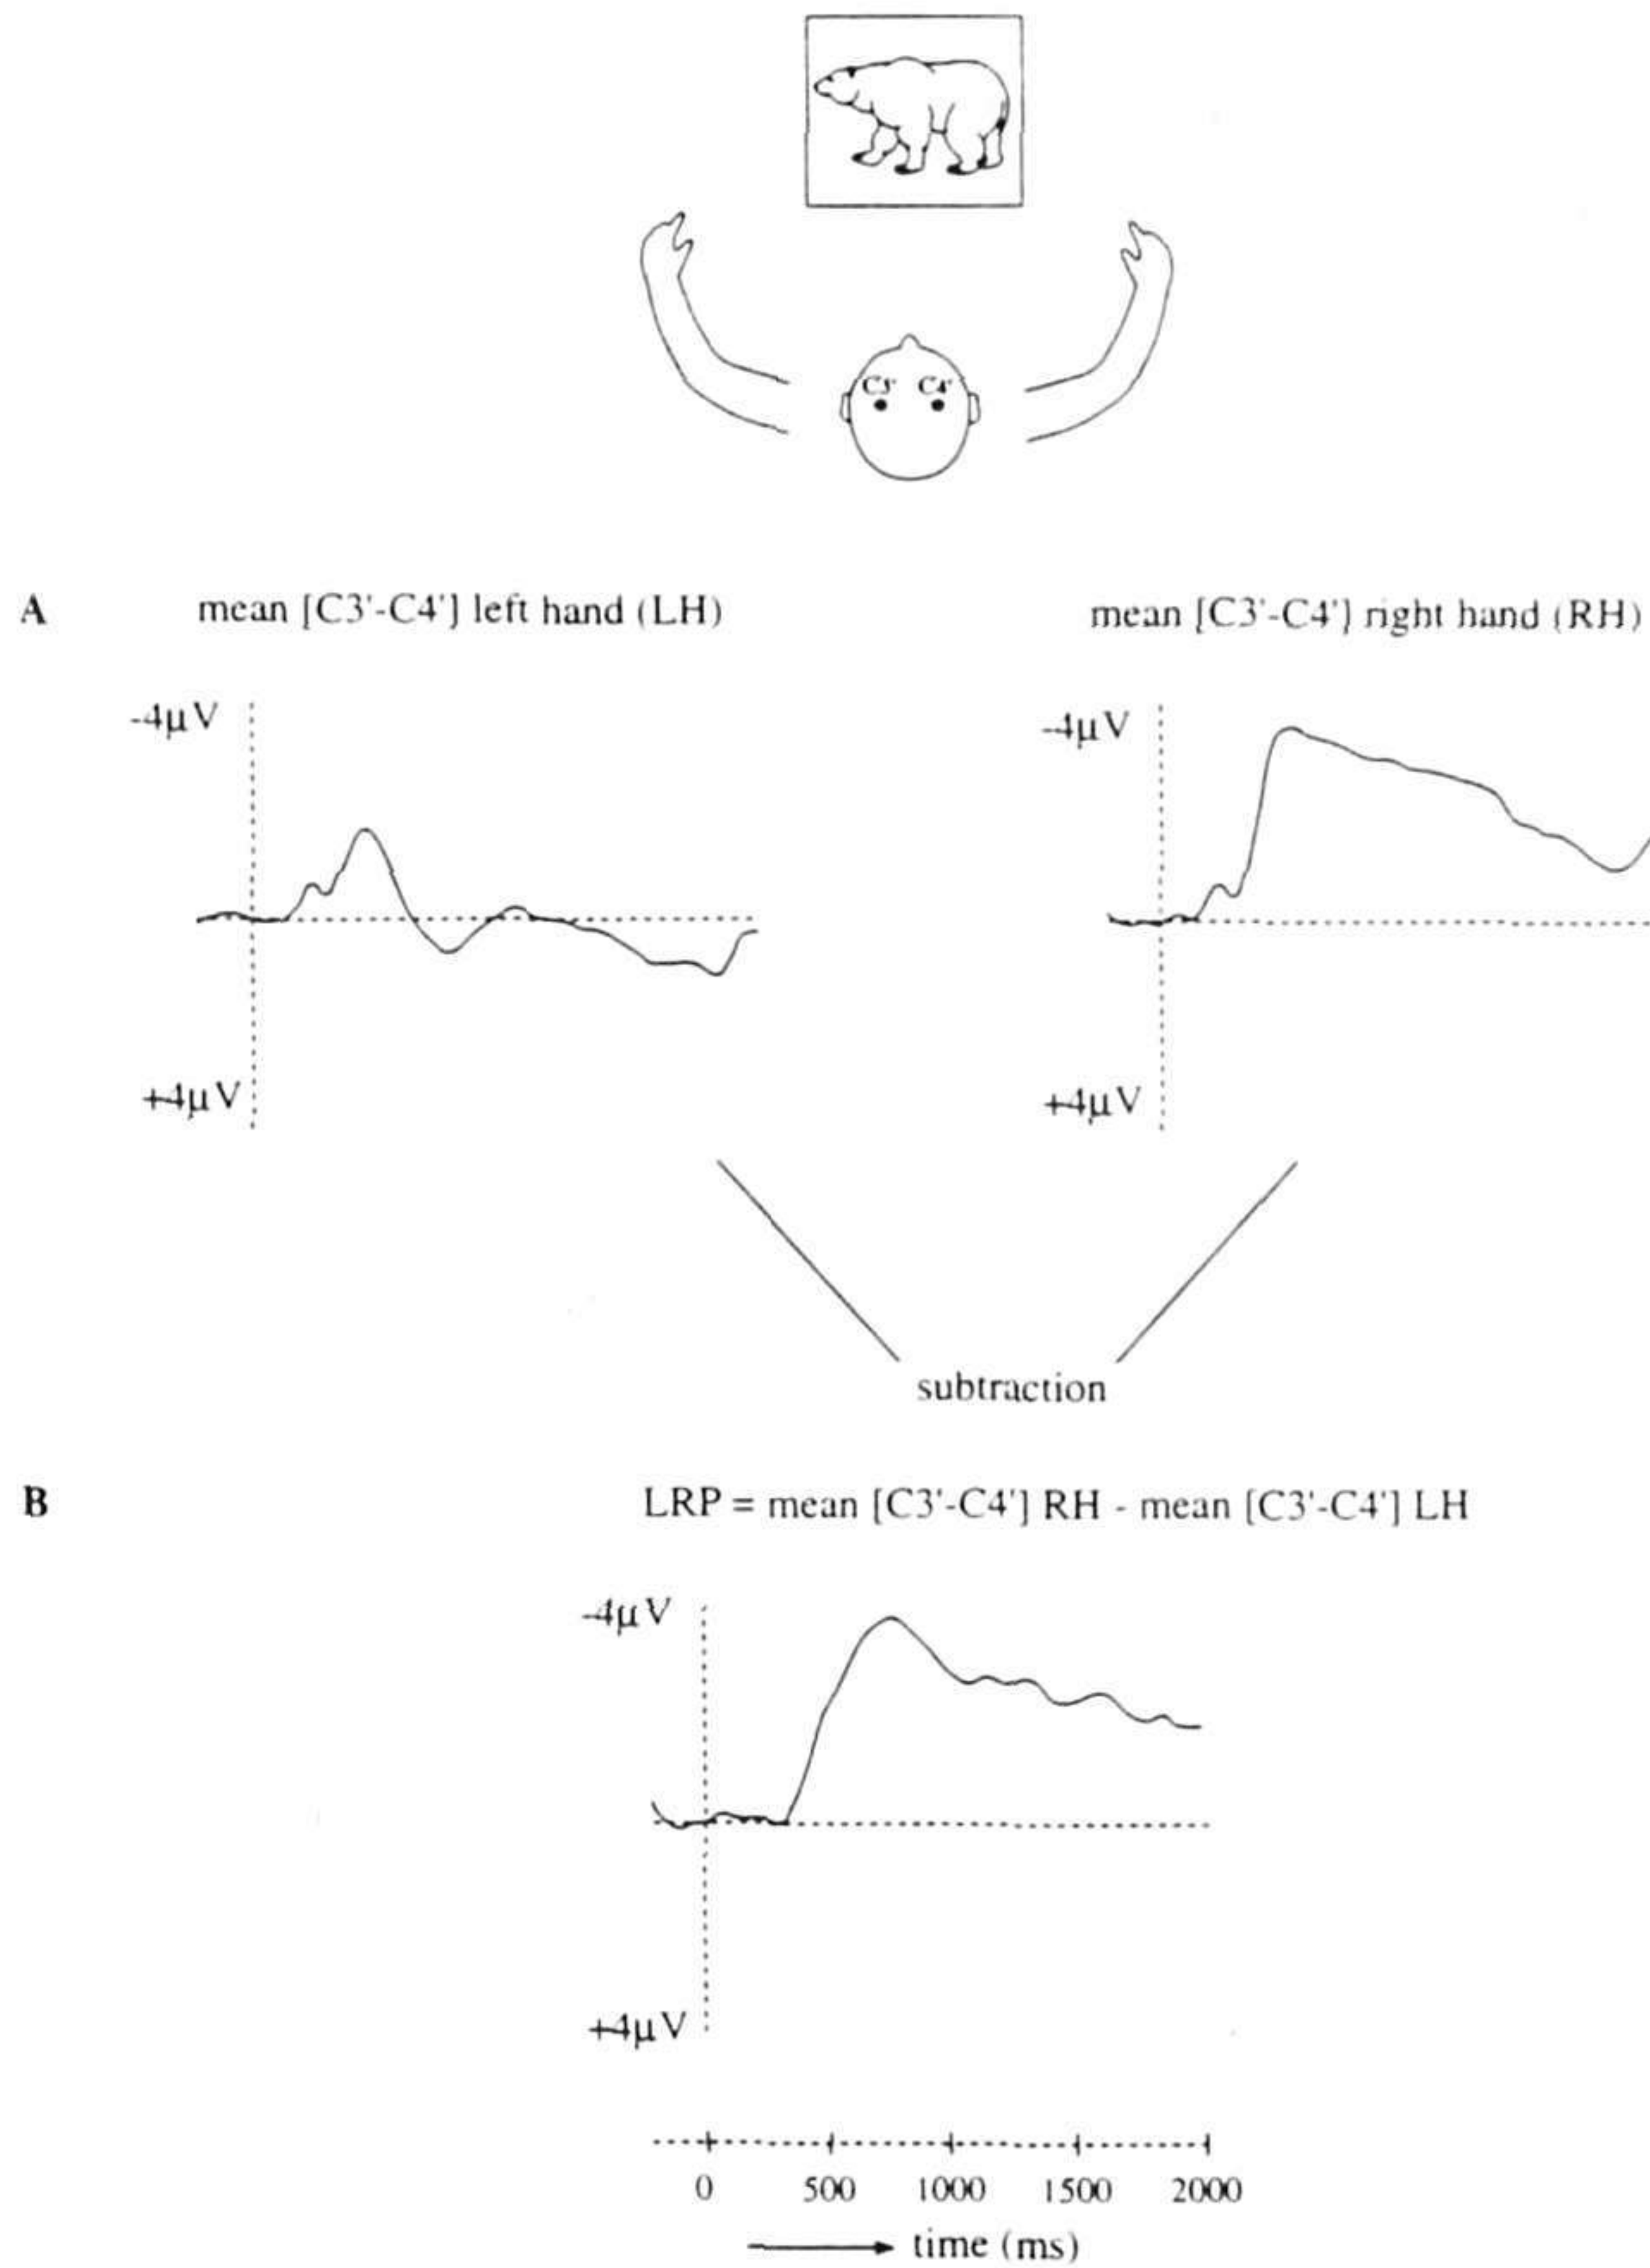 C3' C4'
A mean [C3'-C4'] left hand (LH) mean [C3'-C4'] right hand (RH)
-4μV -4μV
+4μV +4μV
subtraction
B LRP = mean [C3'-C4'] RH - mean [C3'-C4'] LH
-4μV
+4μV
0 500 1000 1500 2000
time (ms)